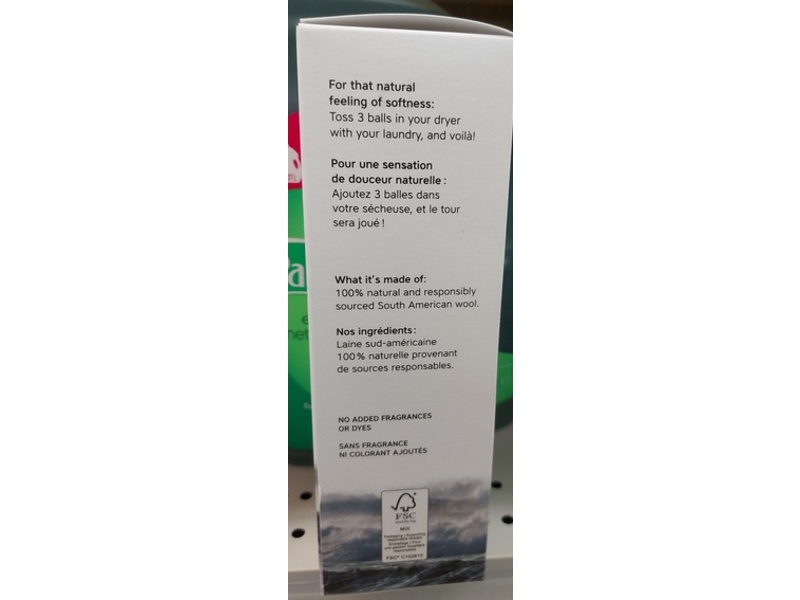 For that natural
feeling of softness:
Toss 3 balls in your dryer
with your laundry, and voilà!
Pour une sensation
de douceur naturelle :
Ajoutez 3 balles dans
votre sécheuse, et le tour
sera joué !
What it's made of:
100% natural and responsibly
sourced South American wool.
Nos ingrédients :
Laine sud-américaine
100 % naturelle provenant
de sources responsables.
NO ADDED FRAGRANCES
OR DYES
SANS FRAGRANCE
NI COLORANT AJOUTÉS
FSC
MIX